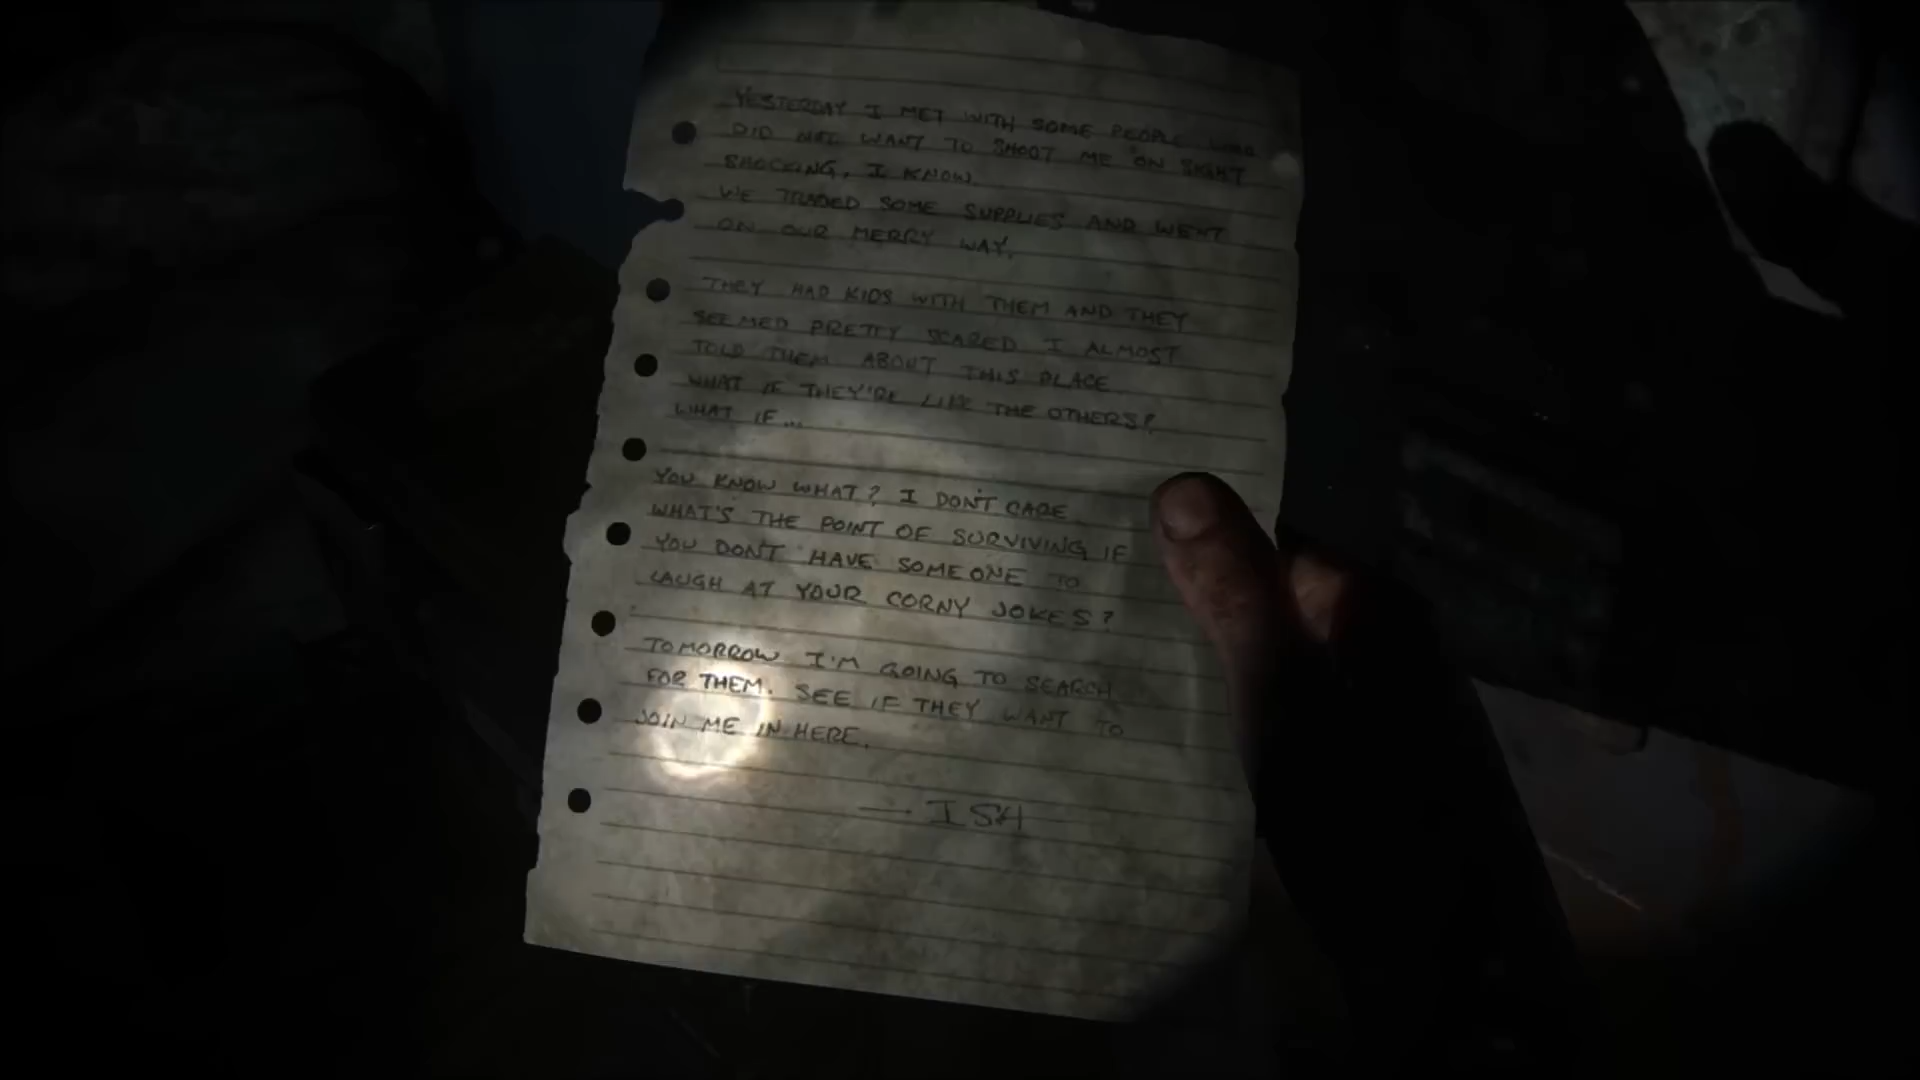 YESTERDAY I MET WITH SOME PEOPLE WHO
DID NOT WANT TO SHOOT ME ON SIGHT
SHOCKING, I KNOW.
WE TRADED SOME SUPPLIES AND WENT
ON OUR MERRY WAY.
THEY HAD KIDS WITH THEM AND THEY
SEEMED PRETTY SCARED I ALMOST
TOLD THEM ABOUT THIS PLACE
WHAT IF THEY'RE LIKE THE OTHERS?
WHAT IF...
YOU KNOW WHAT? I DON'T CARE
WHAT'S THE POINT OF SURVIVING IF
YOU DON'T HAVE SOMEONE TO
LAUGH AT YOUR CORNY JOKES?
TOMORROW I'M GOING TO SEARCH
FOR THEM. SEE IF THEY WANT TO
JOIN ME IN HERE.
— ISH